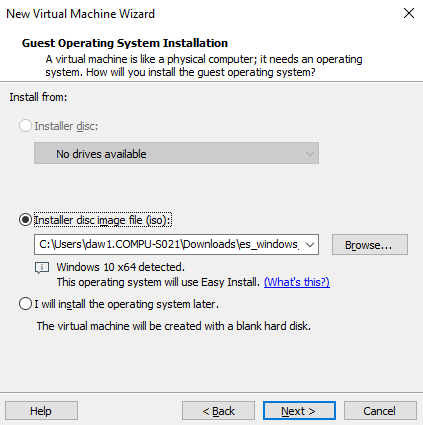 New Virtual Machine Wizard
Guest Operating System Installation
A virtual machine is like a physical computer; it needs an operating
system. How will you install the guest operating system?
Install from:
Installer disc:
No drives available
Installer disc image file (iso):
C:\Users\daw1.COMPU-S021\Downloads\es_windows_
Browse...
Windows 10 x64 detected.
This operating system will use Easy Install. (What's this?)
I will install the operating system later.
The virtual machine will be created with a blank hard disk.
Help
< Back
Next >
Cancel